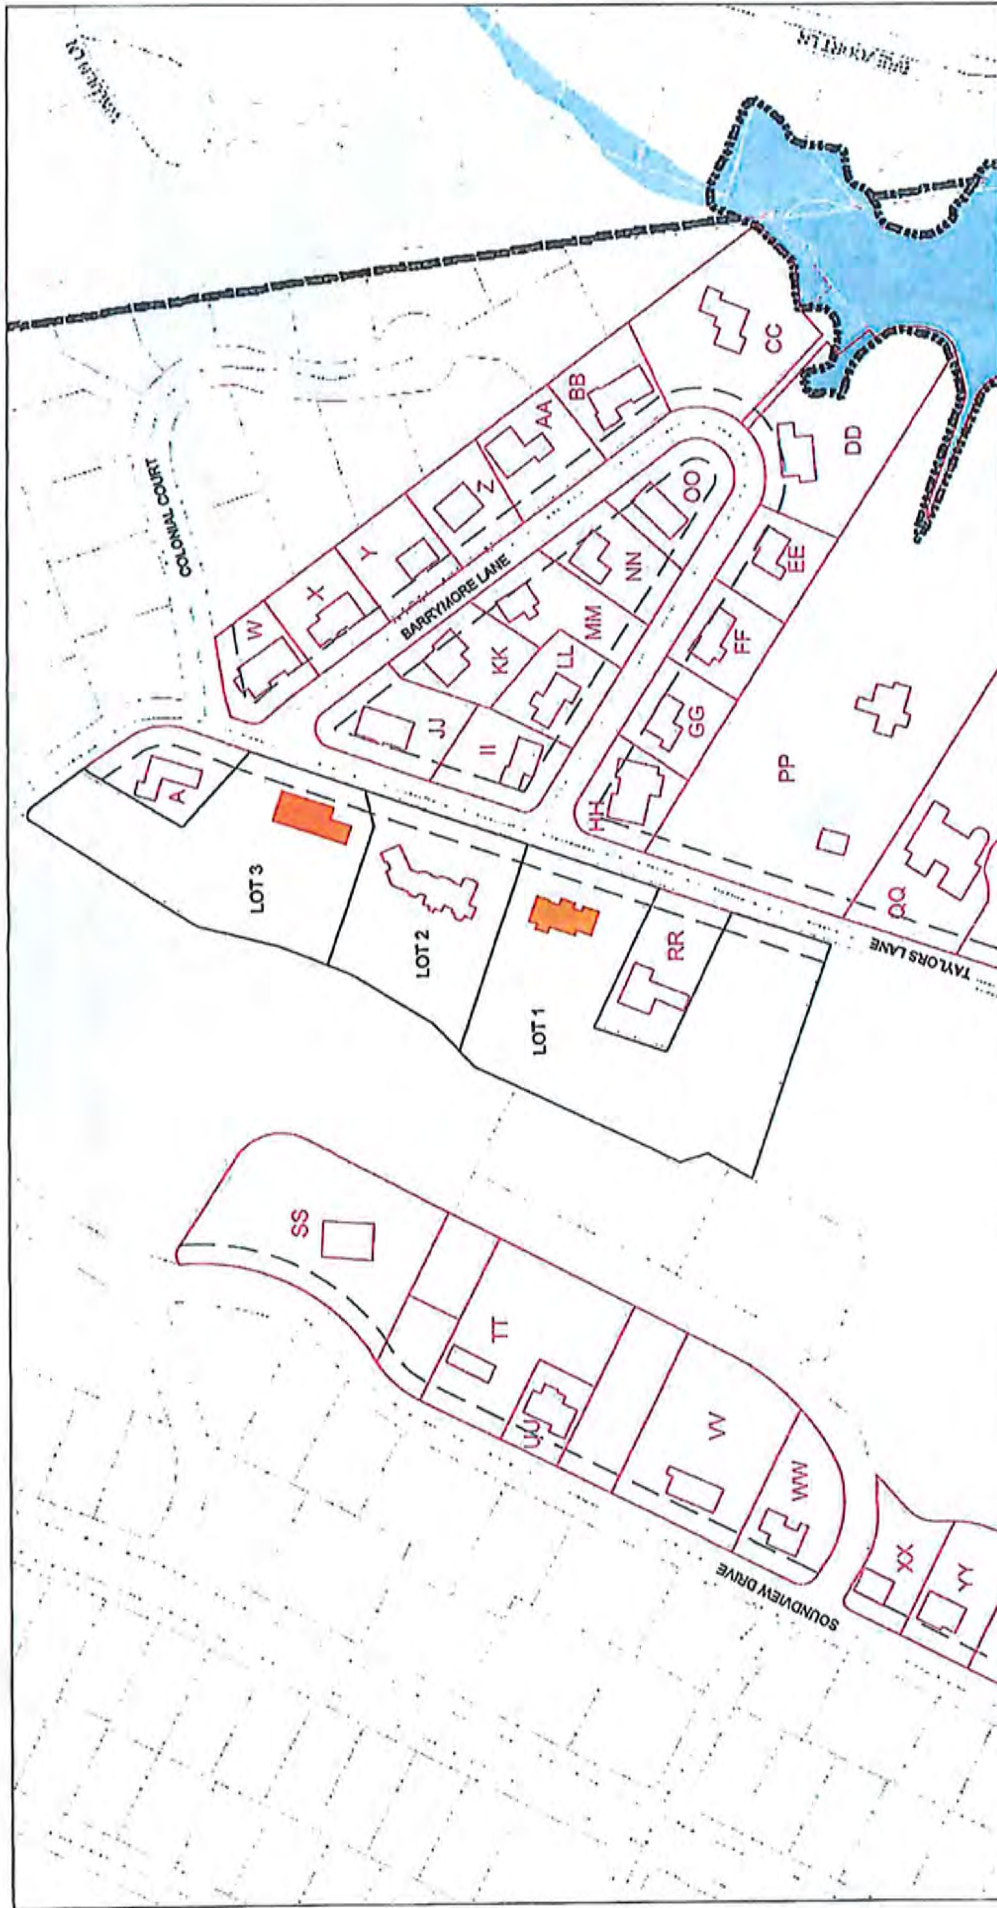 COLONIAL COURT
W
X
Y
Z
AA
BB
CC
BARRYMORE LANE
JJ
KK
II
LL
MM
NN
OO
DD
EE
FF
GG
HH
PP
QQ
TAYLORS LANE
A
LOT 3
LOT 2
LOT 1
RR
SS
TT
UU
VV
WW
XX
YY
SOUNDVIEW DRIVE